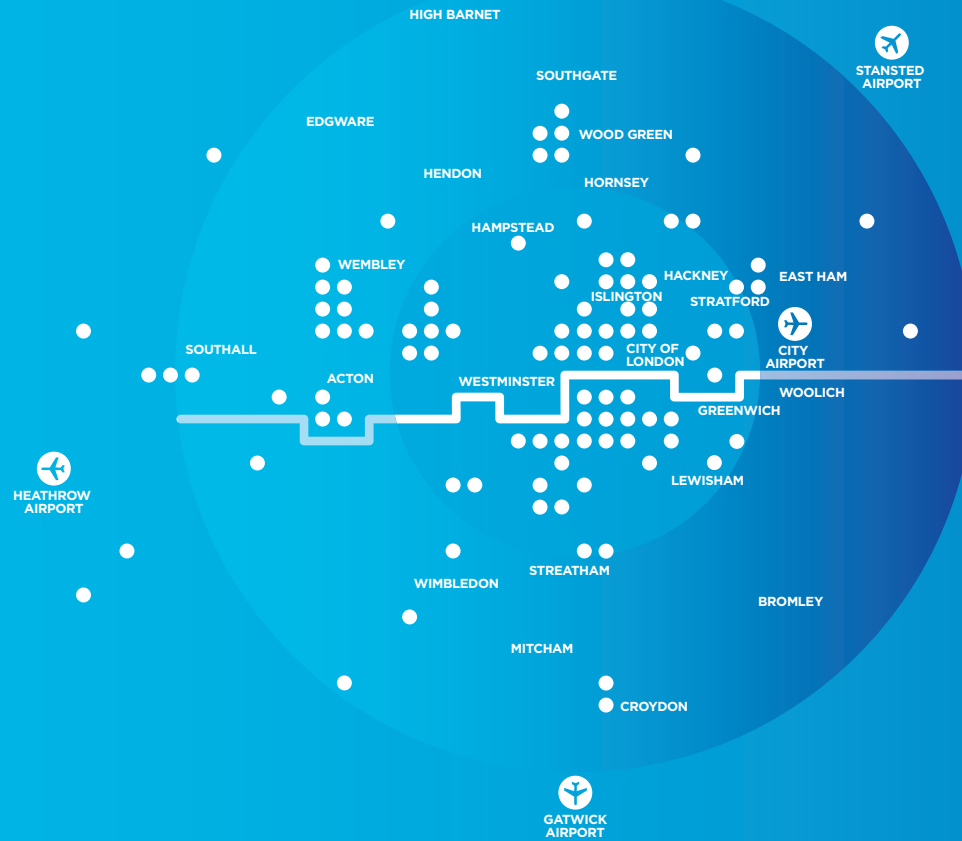 HIGH BARNET
STANSTED
AIRPORT
SOUTHGATE
EDGWARE
WOOD GREEN
HENDON
HORNSEY
HAMPSTEAD
WEMBLEY
HACKNEY
EAST HAM
ISLINGTON
STRATFORD
SOUTHALL
CITY OF
LONDON
CITY
AIRPORT
ACTON
WESTMINSTER
WOOLICH
GREENWICH
LEWISHAM
HEATHROW
AIRPORT
STREATHAM
WIMBLEDON
BROMLEY
MITCHAM
CROYDON
GATWICK
AIRPORT